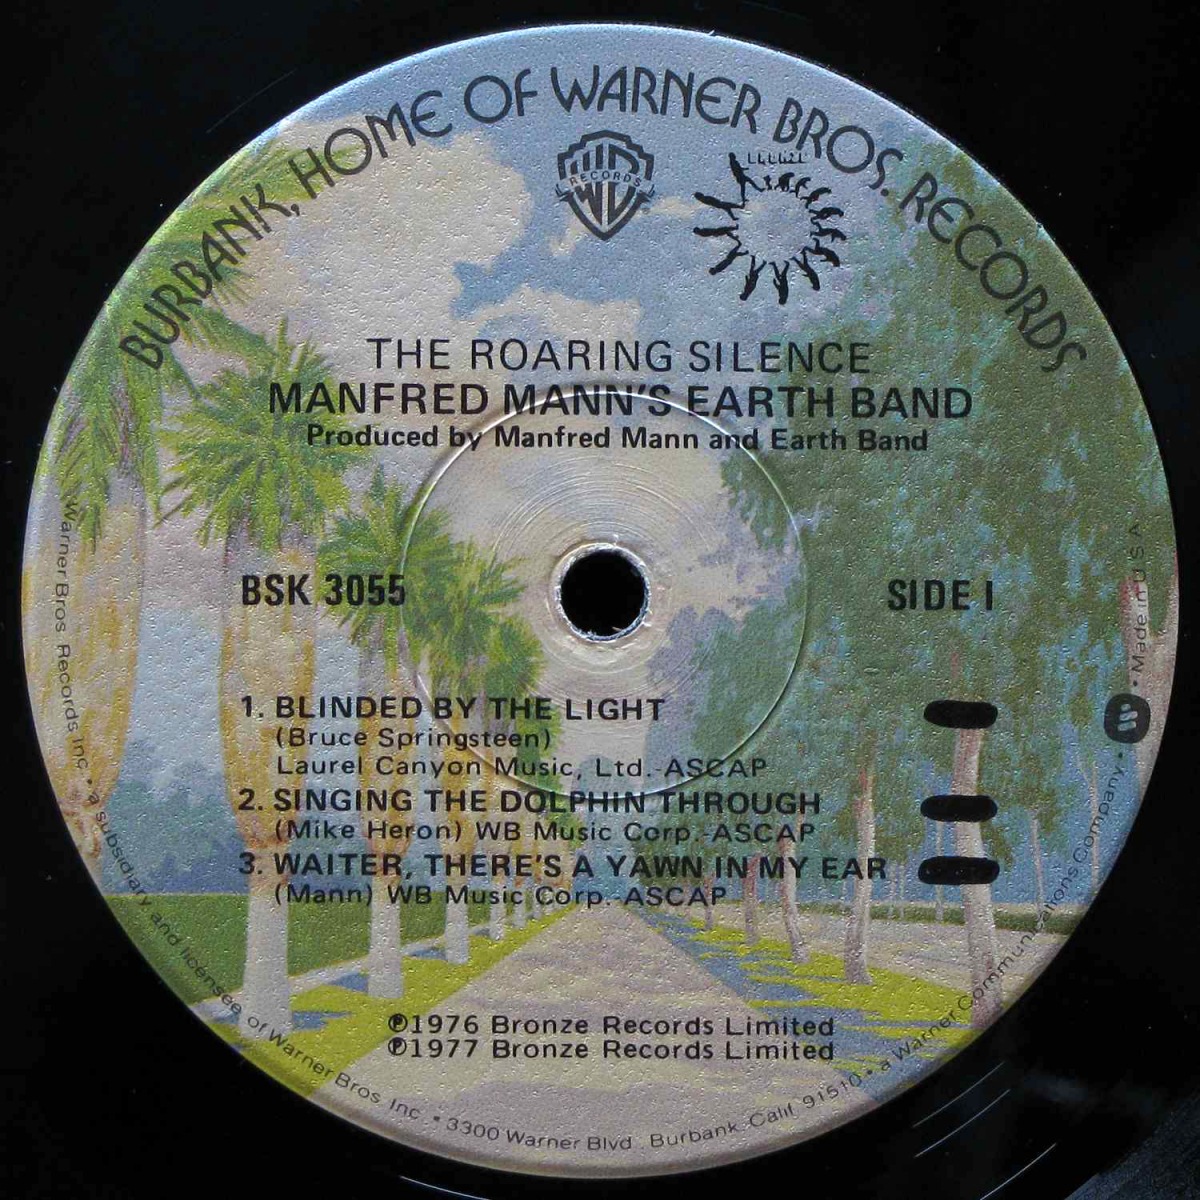 BURBANK, HOME OF WARNER BROS. RECORDS
RECORDS
THE ROARING SILENCE
MANFRED MANN'S EARTH BAND
Produced by Manfred Mann and Earth Band
BSK 3055
SIDE I
1. BLINDED BY THE LIGHT
(Bruce Springsteen)
Laurel Canyon Music, Ltd.-ASCAP
2. SINGING THE DOLPHIN THROUGH
(Mike Heron) WB Music Corp.-ASCAP
3. WAITER, THERE'S A YAWN IN MY EAR
(Mann) WB Music Corp.-ASCAP
℗1976 Bronze Records Limited
℗1977 Bronze Records Limited
Warner Bros Records Inc • a subsidiary and licensee of Warner Bros Inc • 3300 Warner Blvd . Burbank Calif 91510 • a Warner Communications Company • Made in U S A